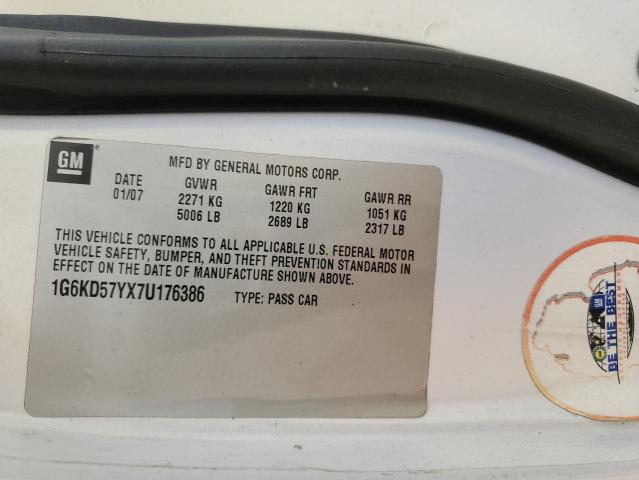 GM
MFD BY GENERAL MOTORS CORP.
DATE GVWR GAWR FRT GAWR RR
01/07 2271 KG 1220 KG 1051 KG
5006 LB 2689 LB 2317 LB
THIS VEHICLE CONFORMS TO ALL APPLICABLE U.S. FEDERAL MOTOR
VEHICLE SAFETY, BUMPER, AND THEFT PREVENTION STANDARDS IN
EFFECT ON THE DATE OF MANUFACTURE SHOWN ABOVE.
1G6KD57YX7U176386 TYPE: PASS CAR
GM
BE THE BEST